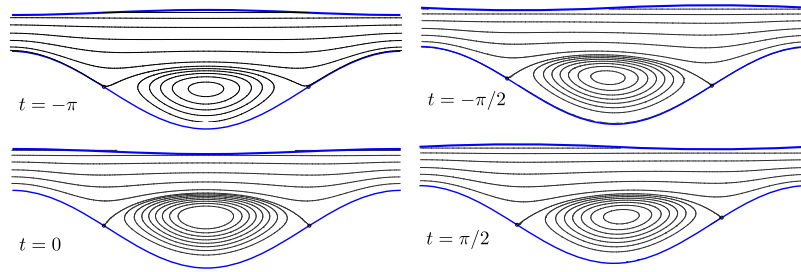 t = −π
t = −π/2
t = 0
t = π/2